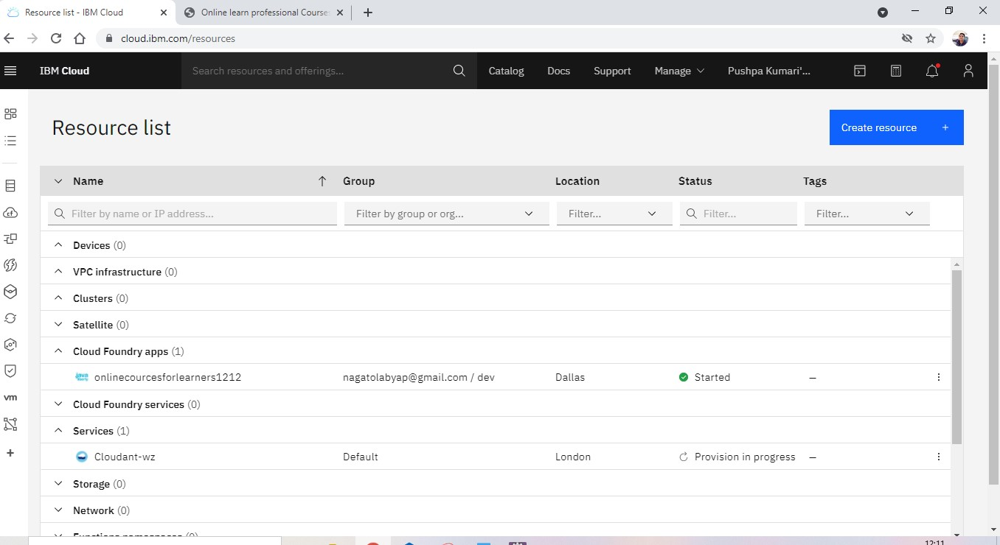 Resource list - IBM Cloud
Online learn professional Course
cloud.ibm.com/resources
IBM Cloud
Search resources and offerings...
Catalog Docs Support Manage Pushpa Kumari'...
Resource list
Create resource +
Name Group Location Status Tags
Filter by name or IP address... Filter by group or org... Filter... Filter... Filter...
Devices (0)
VPC infrastructure (0)
Clusters (0)
Satellite (0)
Cloud Foundry apps (1)
onlinecourcesforlearners1212 nagatolabyap@gmail.com / dev Dallas Started –
Cloud Foundry services (0)
vm
Services (1)
Cloudant-wz Default London Provision in progress –
Storage (0)
Network (0)
Functions namespaces (0)
12:11